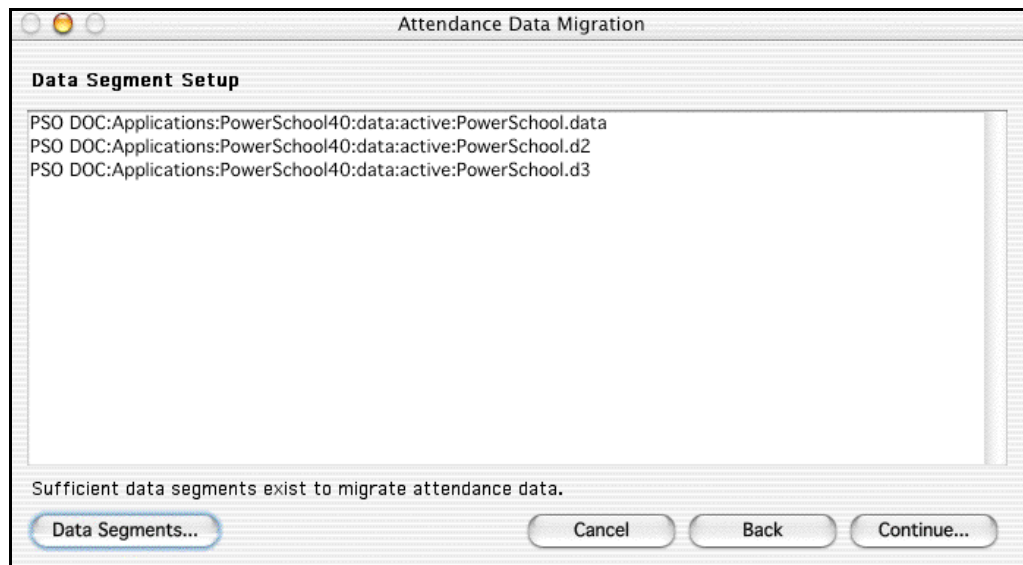 Attendance Data Migration
Data Segment Setup
PSO DOC:Applications:PowerSchool40:data:active:PowerSchool.data
PSO DOC:Applications:PowerSchool40:data:active:PowerSchool.d2
PSO DOC:Applications:PowerSchool40:data:active:PowerSchool.d3
Sufficient data segments exist to migrate attendance data.
Data Segments... Cancel Back Continue...